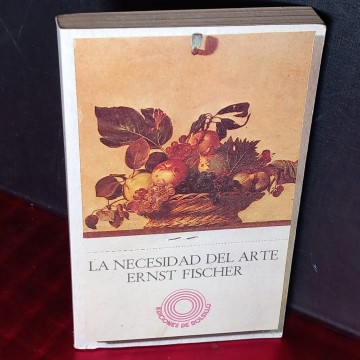 LA NECESIDAD DEL ARTE
ERNST FISCHER
EDICIONES DE BOLSILLO